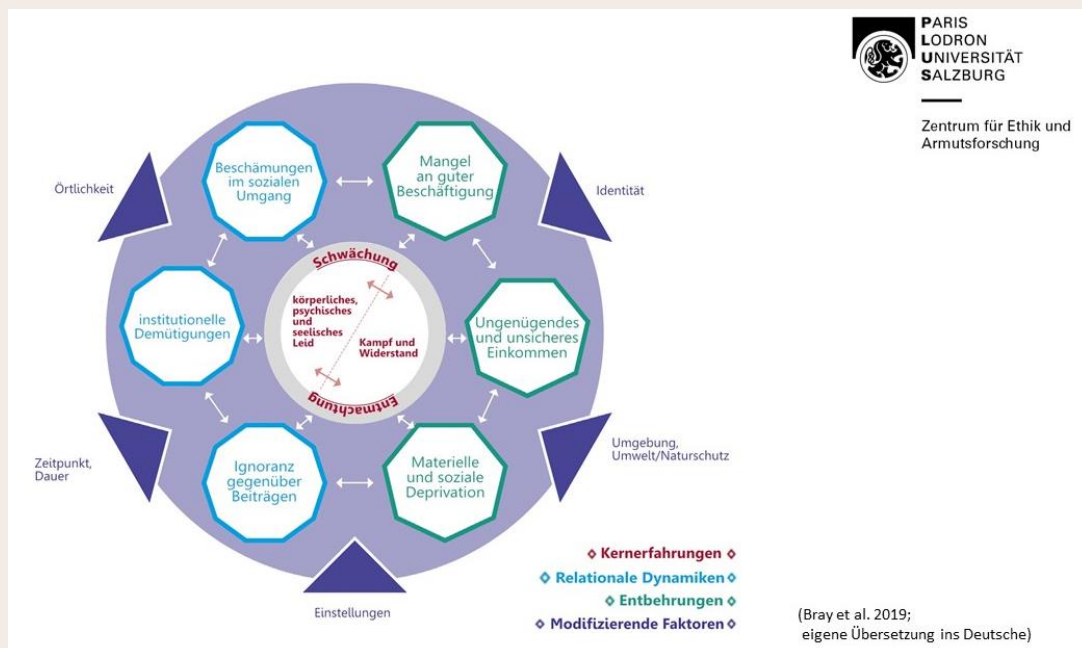 PARIS
LODRON
UNIVERSITÄT
SALZBURG
Zentrum für Ethik und
Armutsforschung
Beschämungen
im sozialen
Umgang
Mangel
an guter
Beschäftigung
Örtlichkeit
Identität
Schwächung
körperliches,
psychisches
und
seelisches
Leid
Kampf und
Widerstand
Entmachtung
institutionelle
Demütigungen
Ungenügendes
und unsicheres
Einkommen
Zeitpunkt,
Dauer
Umgebung,
Umwelt/Naturschutz
Ignoranz
gegenüber
Beiträgen
Materielle
und soziale
Deprivation
Einstellungen
Kernerfahrungen
Relationale Dynamiken
Entbehrungen
Modifizierende Faktoren
(Bray et al. 2019;
eigene Übersetzung ins Deutsche)